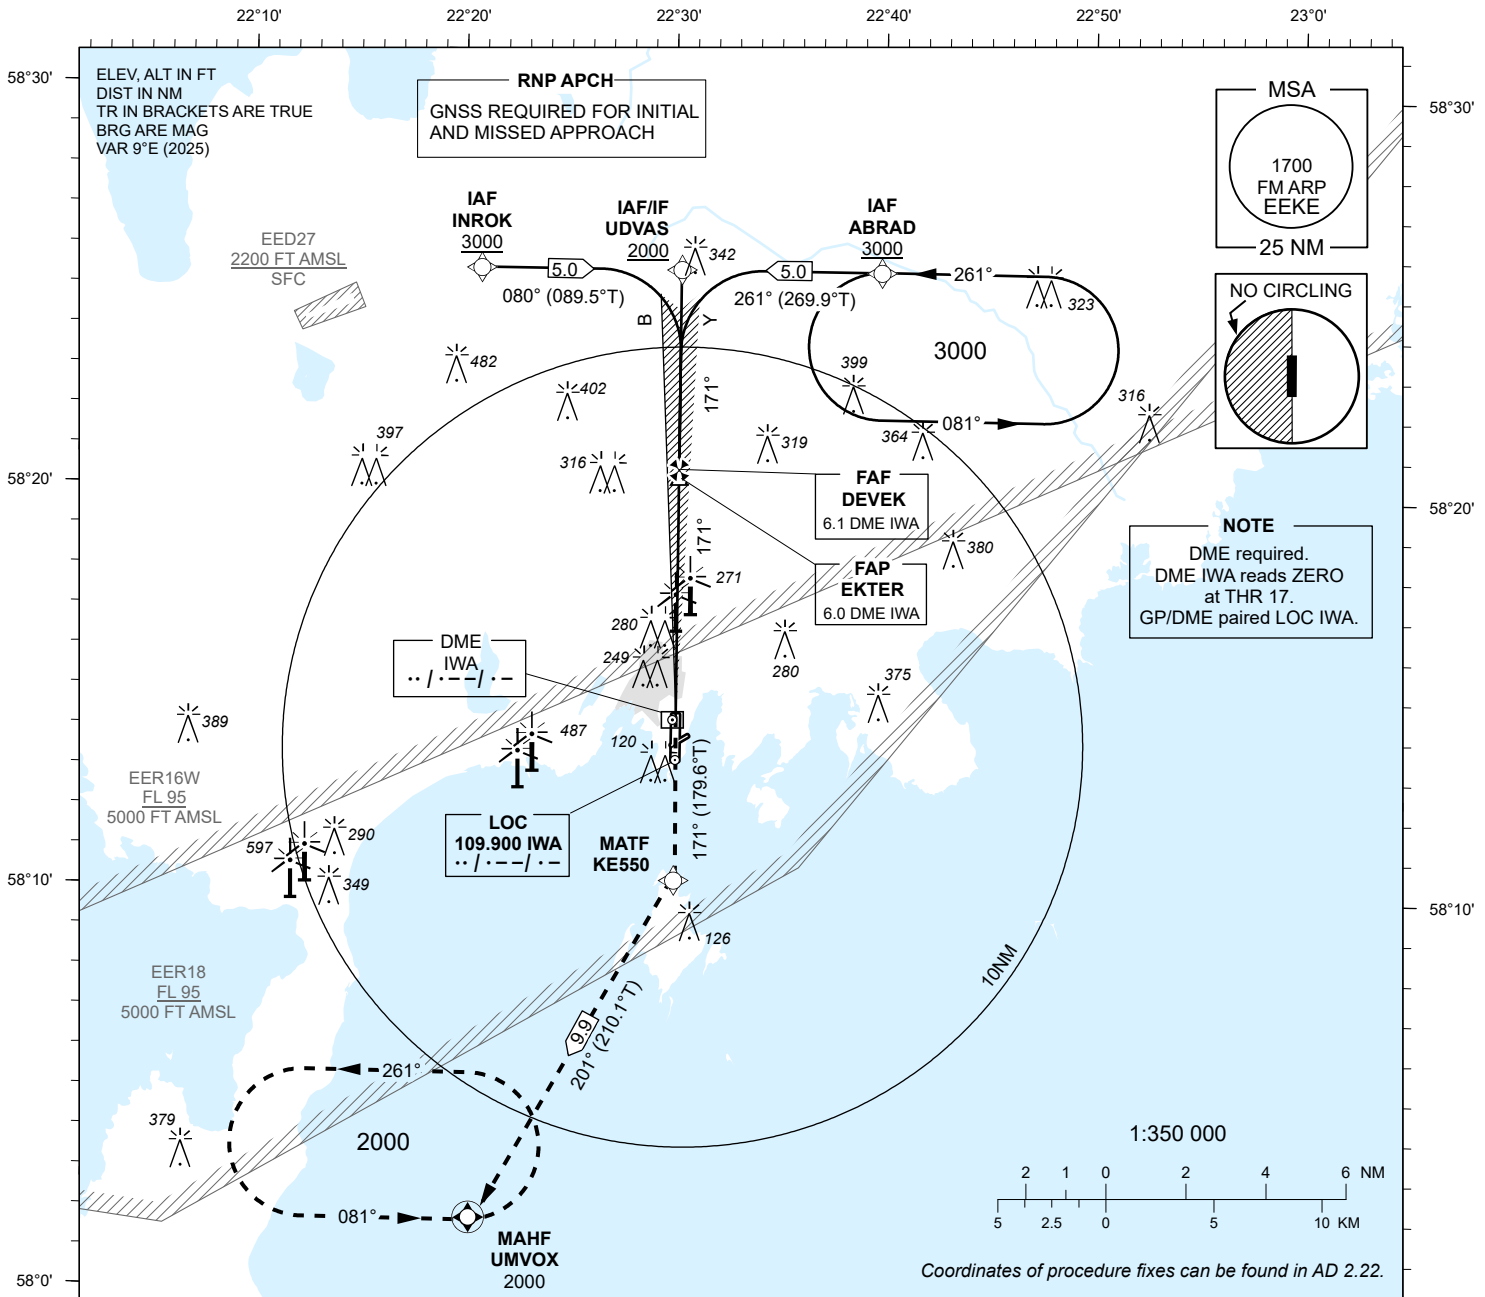 22°10'
22°20'
22°30'
22°40'
22°50'
23°0'
58°30'
58°30'
ELEV, ALT IN FT
DIST IN NM
TR IN BRACKETS ARE TRUE
BRG ARE MAG
VAR 9°E (2025)
RNP APCH
GNSS REQUIRED FOR INITIAL
AND MISSED APPROACH
MSA
1700
FM ARP
EEKE
25 NM
IAF
INROK
3000
IAF/IF
UDVAS
2000
IAF
ABRAD
3000
342
5.0
5.0
261°
080° (089.5°T)
261° (269.9°T)
323
EED27
2200 FT AMSL
SFC
NO CIRCLING
B
Y
3000
482
402
399
171°
081°
316
397
316
319
364
58°20'
58°20'
FAF
DEVEK
6.1 DME IWA
NOTE
DME required.
DME IWA reads ZERO
at THR 17.
GP/DME paired LOC IWA.
171°
380
FAP
EKTER
6.0 DME IWA
271
280
249
280
375
DME
IWA
··/·––/·–
389
487
120
171° (179.6°T)
EER16W
FL 95
5000 FT AMSL
LOC
109.900 IWA
··/·––/·–
MATF
KE550
597
290
349
58°10'
58°10'
126
10NM
EER18
FL 95
5000 FT AMSL
9.9
201° (210.1°T)
261°
379
2000
1:350 000
081°
2 1 0 2 4 6 NM
5 2.5 0 5 10 KM
MAHF
UMVOX
2000
58°0'
Coordinates of procedure fixes can be found in AD 2.22.